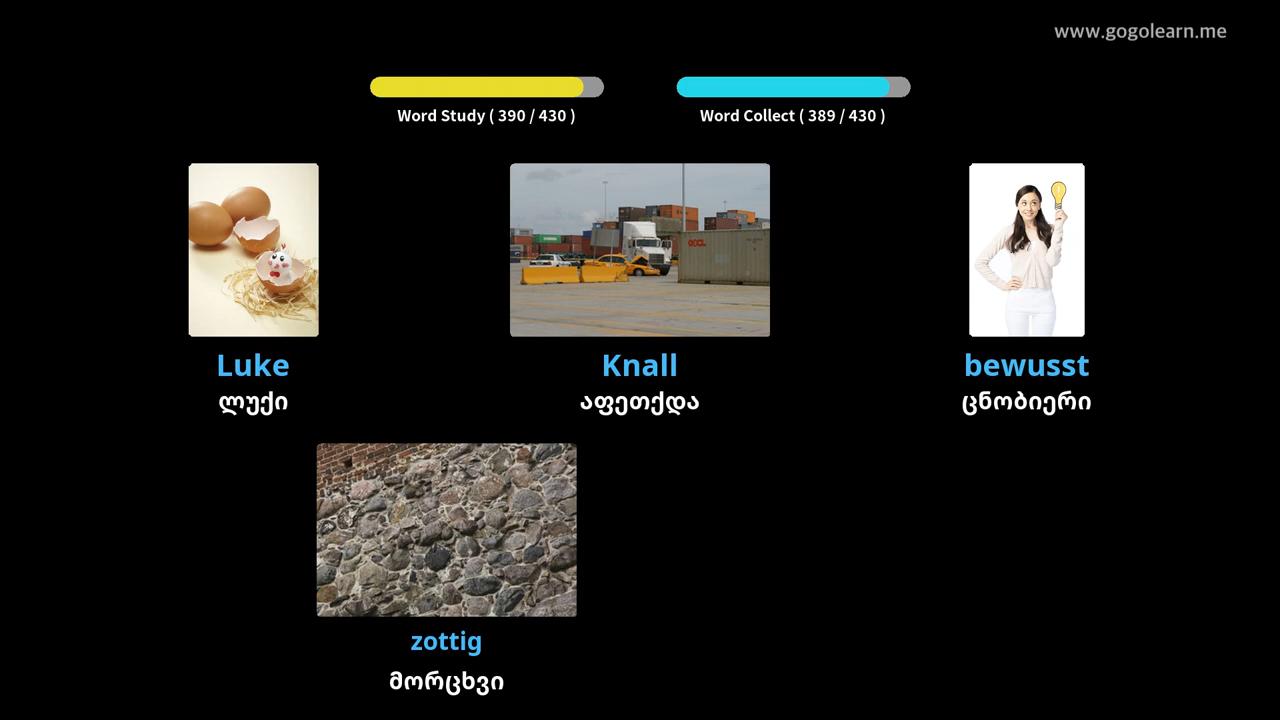 www.gogolearn.me
Word Study ( 390 / 430 )
Word Collect ( 389 / 430 )
Luke
ლუქი
Knall
აფეთქდა
bewusst
ცნობიერი
zottig
მორცხვი